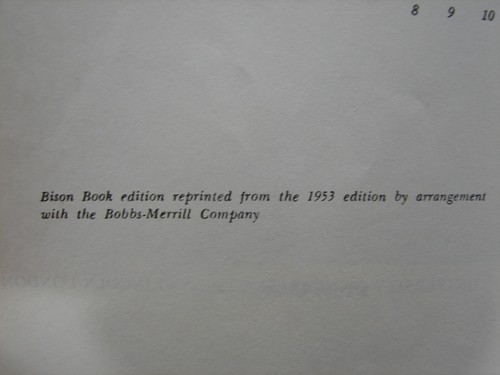 8 9 10
Bison Book edition reprinted from the 1953 edition by arrangement
with the Bobbs-Merrill Company